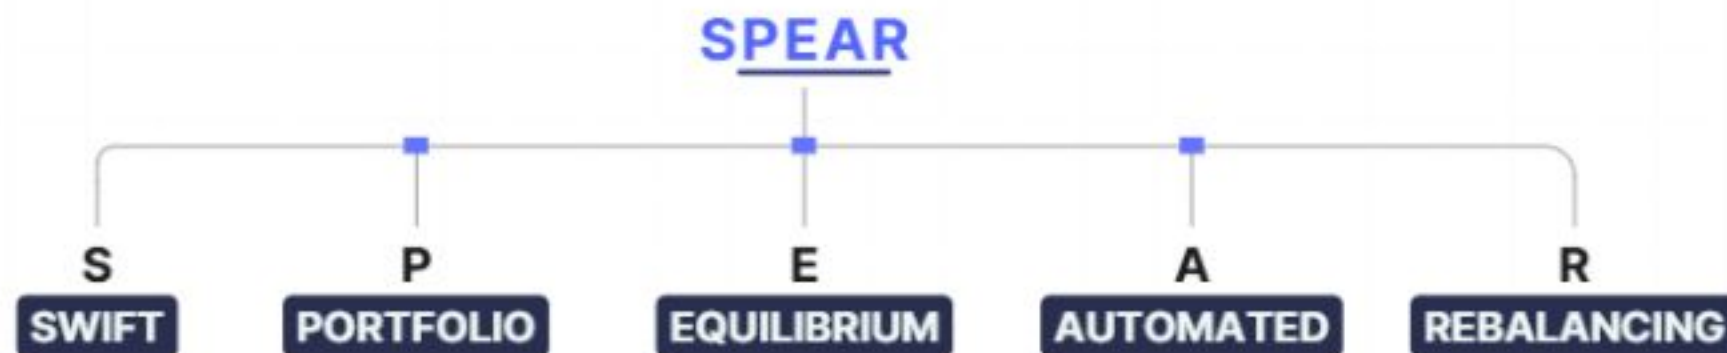 SPEAR
S P E A R
SWIFT PORTFOLIO EQUILIBRIUM AUTOMATED REBALANCING